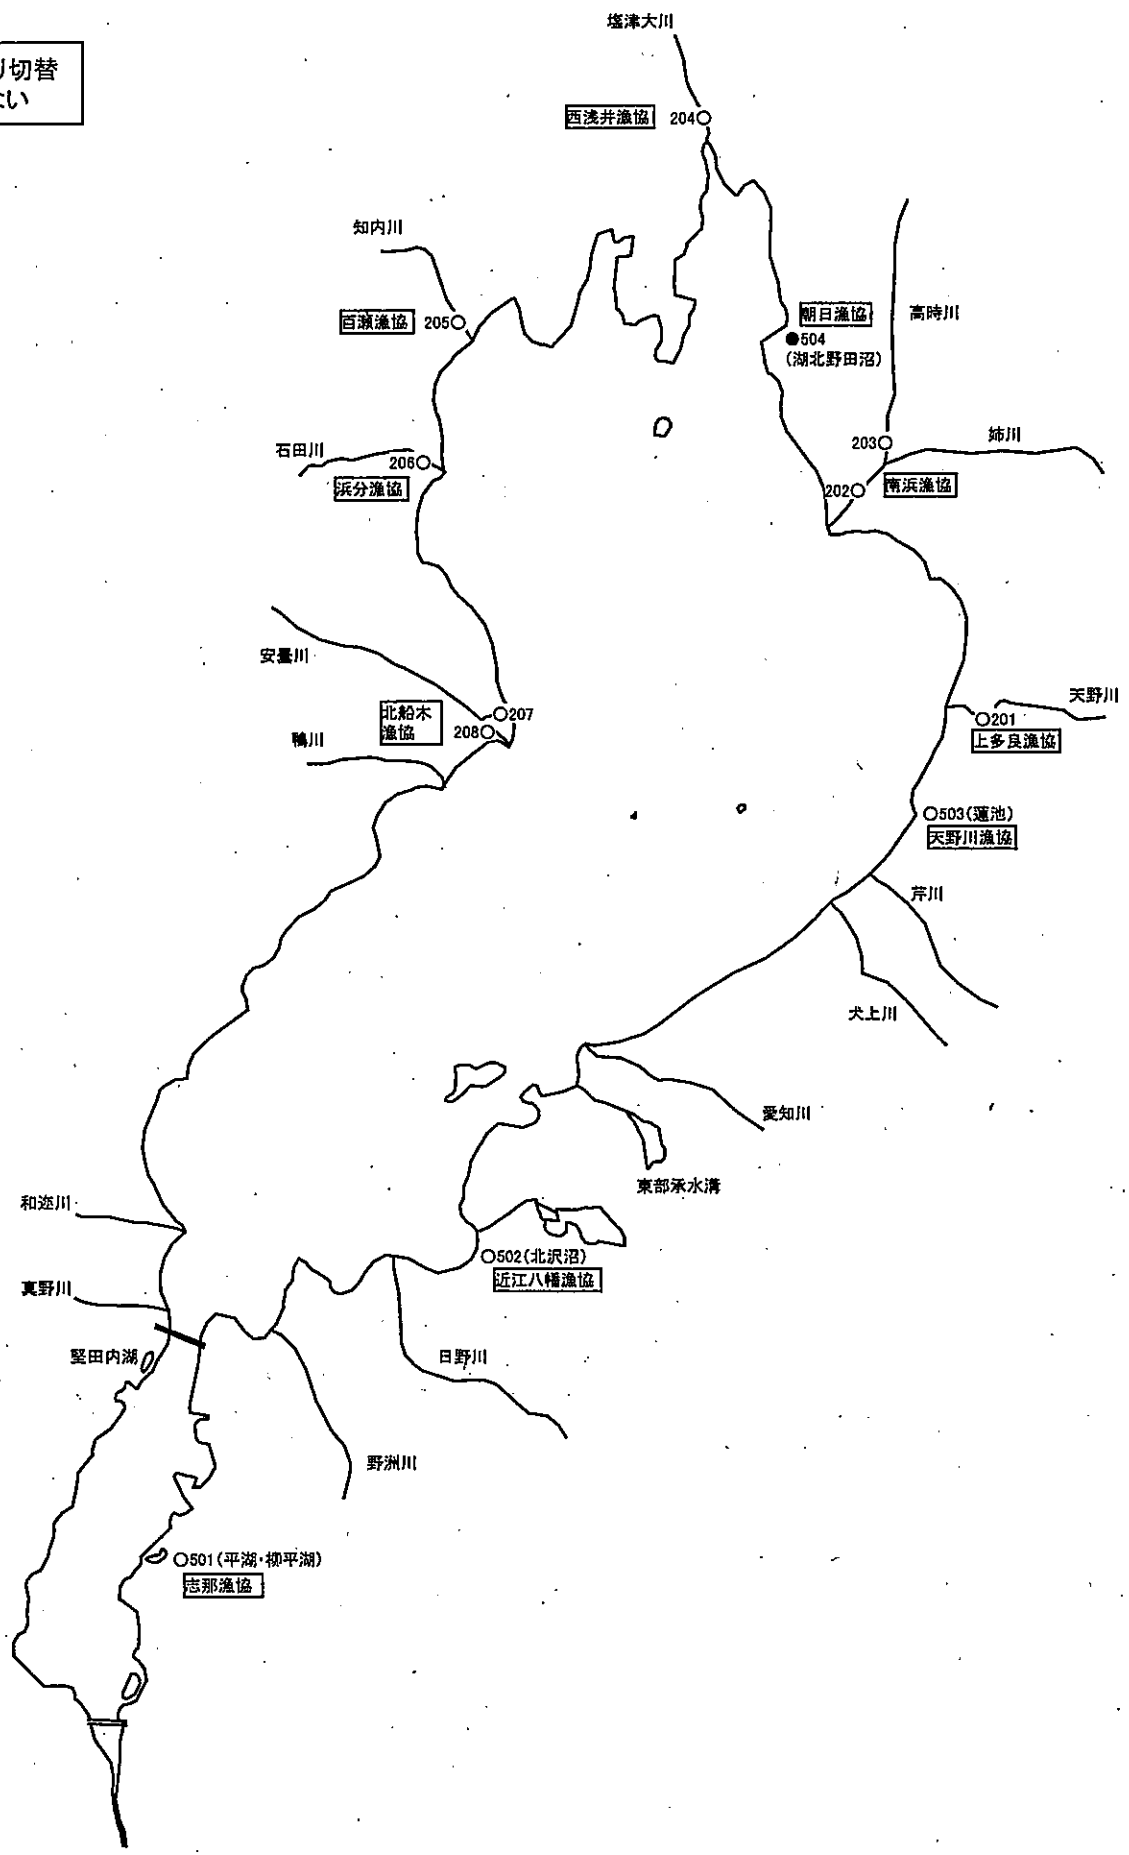 塩津大川
切替
ない
西浅井漁協
204
知内川
百瀬漁協
205
朝日漁協
504
(湖北野田沼)
高時川
石田川
206
浜分漁協
203
姉川
202
南浜漁協
安曇川
北船木
漁協
207
208
鴨川
天野川
201
上多良漁協
503(蓮池)
天野川漁協
芹川
犬上川
愛知川
東部承水溝
和迩川
502(北沢沼)
近江八幡漁協
真野川
堅田内湖
日野川
野洲川
501(平湖・柳平湖)
志那漁協